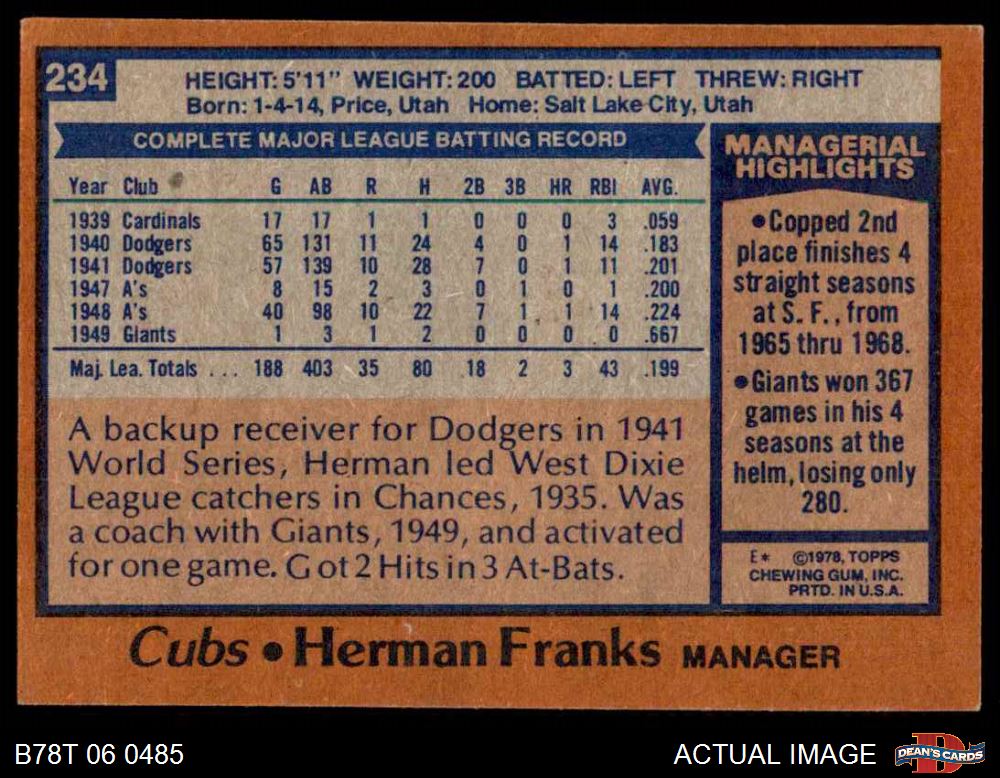 234
HEIGHT: 5'11" WEIGHT: 200 BATTED: LEFT THREW: RIGHT
Born: 1-4-14, Price, Utah Home: Salt Lake City, Utah
COMPLETE MAJOR LEAGUE BATTING RECORD
Year Club G AB R H 2B 3B HR RBI AVG.
1939 Cardinals 17 17 1 1 0 0 0 3 .059
1940 Dodgers 65 131 11 24 4 0 1 14 .183
1941 Dodgers 57 139 10 28 7 0 1 11 .201
1947 A's 8 15 2 3 0 1 0 1 .200
1948 A's 40 98 10 22 7 1 1 14 .224
1949 Giants 1 3 1 2 0 0 0 0 .667
Maj. Lea. Totals ... 188 403 35 80 18 2 3 43 .199
A backup receiver for Dodgers in 1941
World Series, Herman led West Dixie
League catchers in Chances, 1935. Was
a coach with Giants, 1949, and activated
for one game. Got 2 Hits in 3 At-Bats.
MANAGERIAL
HIGHLIGHTS
•Copped 2nd
place finishes 4
straight seasons
at S. F., from
1965 thru 1968.
•Giants won 367
games in his 4
seasons at the
helm, losing only
280.
E* ©1978, TOPPS
CHEWING GUM, INC.
PRTD. IN U.S.A.
Cubs • Herman Franks MANAGER
B78T 06 0485
ACTUAL IMAGE
D
DEAN'S CARDS